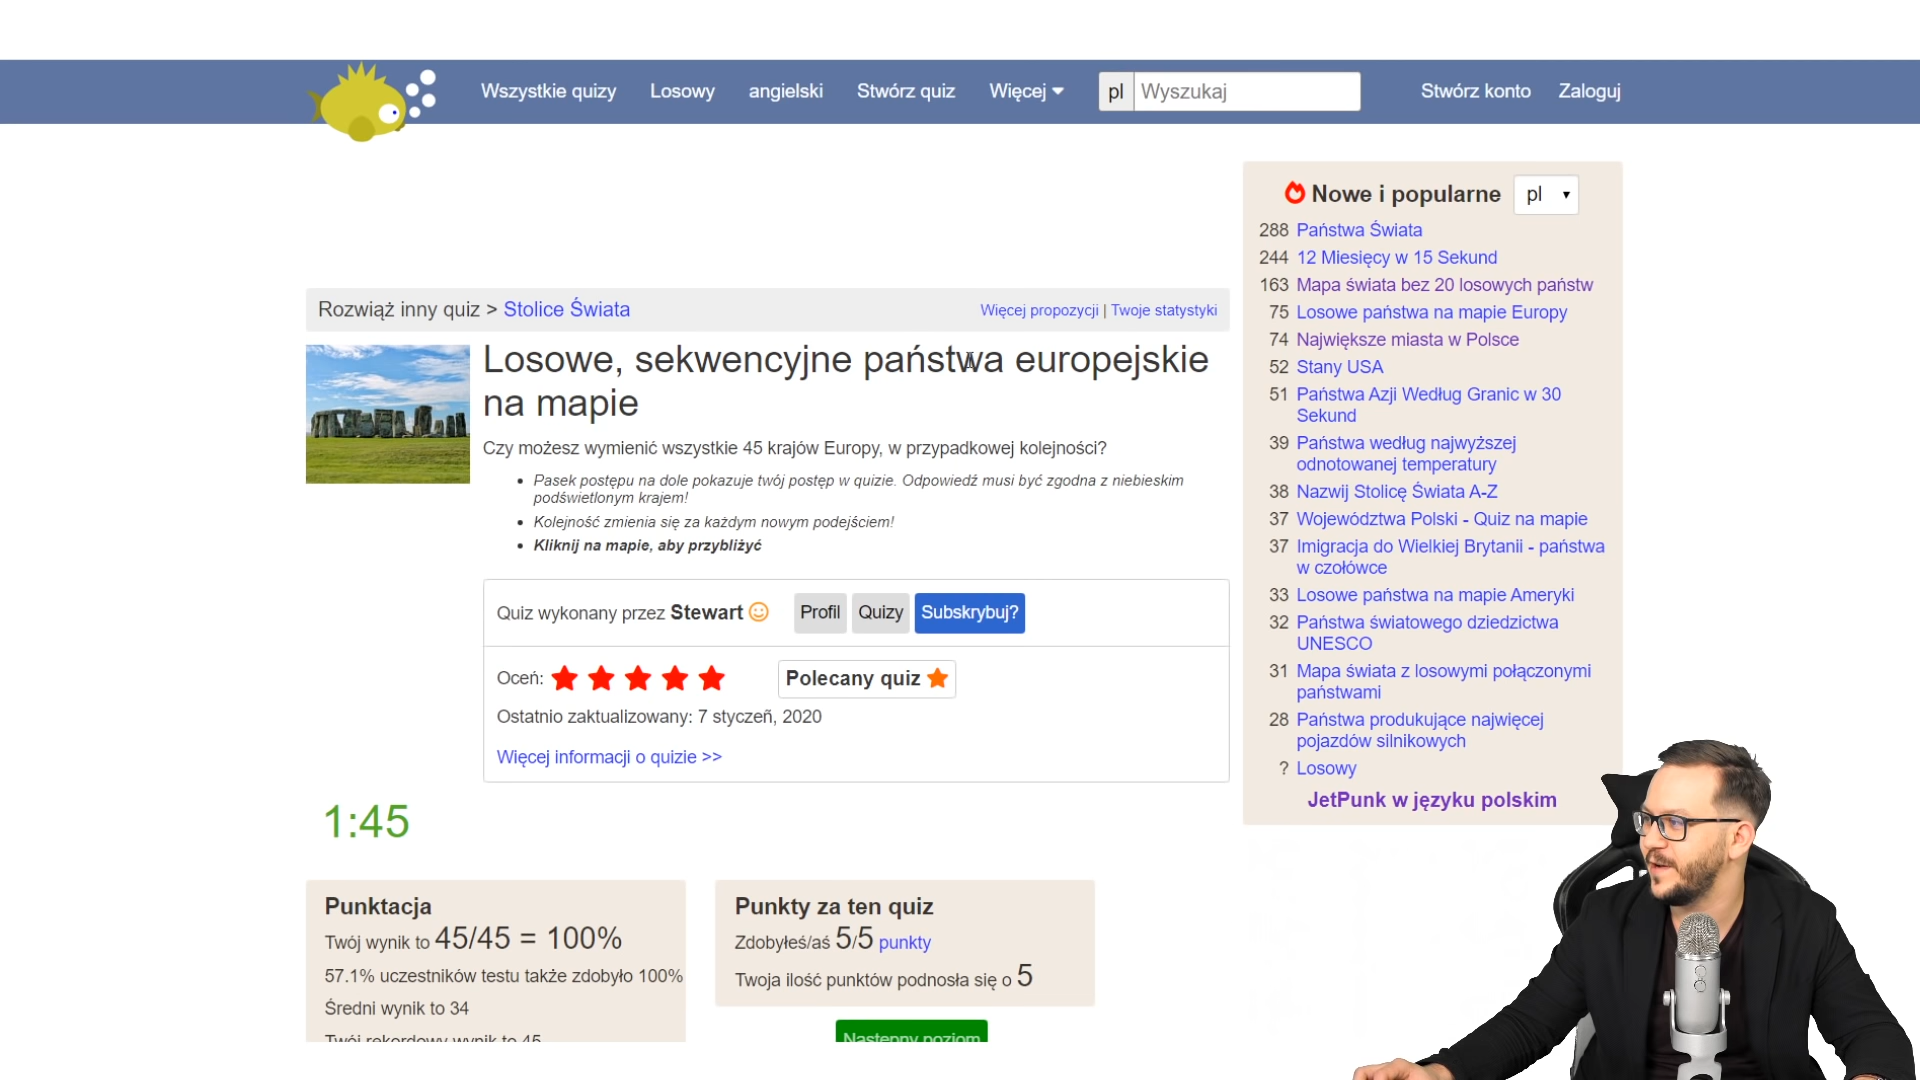 Wszystkie quizy Losowy angielski Stwórz quiz Więcej pl Wyszukaj Stwórz konto Zaloguj
Rozwiąż inny quiz > Stolice Świata Więcej propozycji | Twoje statystyki
Losowe, sekwencyjne państwa europejskie
na mapie
Czy możesz wymienić wszystkie 45 krajów Europy, w przypadkowej kolejności?
• Pasek postępu na dole pokazuje twój postęp w quizie. Odpowiedź musi być zgodna z niebieskim
podświetlonym krajem!
• Kolejność zmienia się za każdym nowym podejściem!
• Kliknij na mapie, aby przybliżyć
Quiz wykonany przez Stewart Profil Quizy Subskrybuj?
Oceń: Polecany quiz
Ostatnio zaktualizowany: 7 styczeń, 2020
Więcej informacji o quizie >>
1:45
Punktacja
Twój wynik to 45/45 = 100%
57.1% uczestników testu także zdobyło 100%
Średni wynik to 34
Twój rekordowy wynik to 45
Punkty za ten quiz
Zdobyłeś/aś 5/5 punkty
Twoja ilość punktów podnosła się o 5
Następny poziom
Nowe i popularne pl
288 Państwa Świata
244 12 Miesięcy w 15 Sekund
163 Mapa świata bez 20 losowych państw
75 Losowe państwa na mapie Europy
74 Największe miasta w Polsce
52 Stany USA
51 Państwa Azji Według Granic w 30
Sekund
39 Państwa według najwyższej
odnotowanej temperatury
38 Nazwij Stolicę Świata A-Z
37 Województwa Polski - Quiz na mapie
37 Imigracja do Wielkiej Brytanii - państwa
w czołówce
33 Losowe państwa na mapie Ameryki
32 Państwa światowego dziedzictwa
UNESCO
31 Mapa świata z losowymi połączonymi
państwami
28 Państwa produkujące najwięcej
pojazdów silnikowych
? Losowy
JetPunk w języku polskim